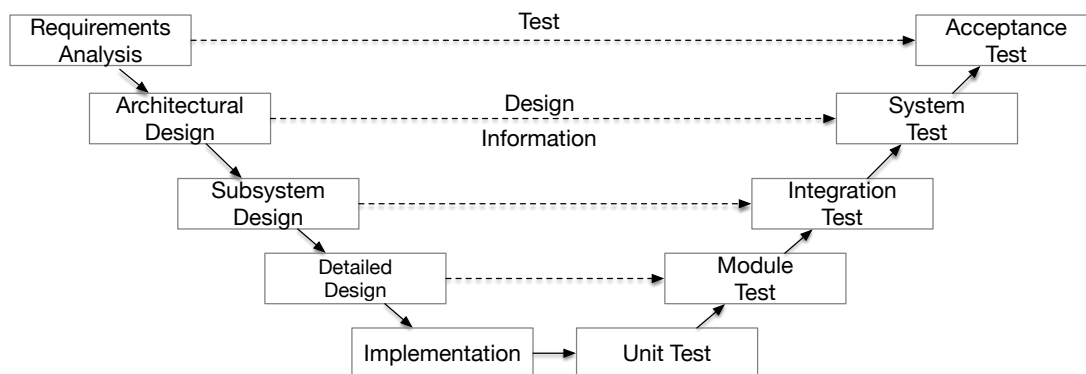 Requirements
Analysis
Test
Acceptance
Test
Architectural
Design
Design
Information
System
Test
Subsystem
Design
Integration
Test
Detailed
Design
Module
Test
Implementation
Unit Test